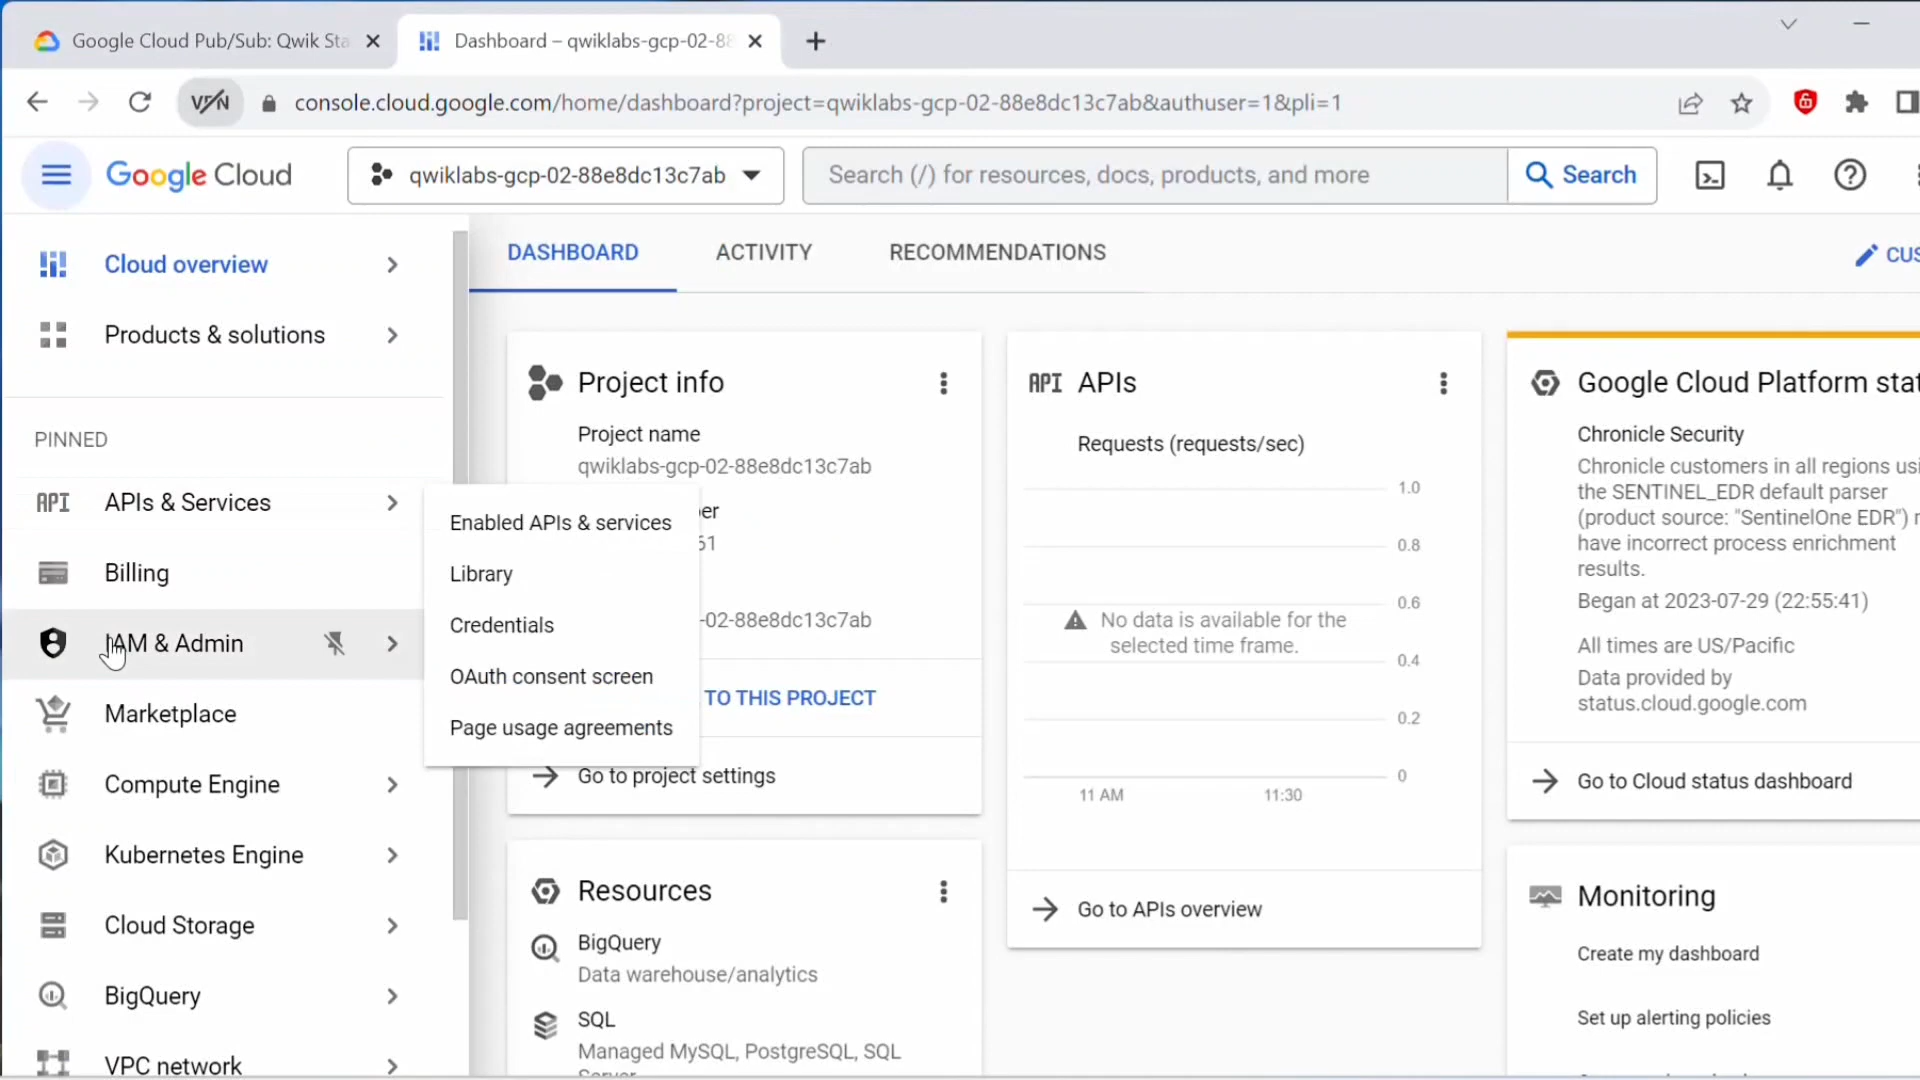 Google Cloud Pub/Sub: Qwik Sta
Dashboard – qwiklabs-gcp-02-88
VPN
console.cloud.google.com/home/dashboard?project=qwiklabs-gcp-02-88e8dc13c7ab&authuser=1&pli=1
Google Cloud
qwiklabs-gcp-02-88e8dc13c7ab
Search (/) for resources, docs, products, and more
Search
Cloud overview
Products & solutions
PINNED
API APIs & Services
Billing
IAM & Admin
Marketplace
Compute Engine
Kubernetes Engine
Cloud Storage
BigQuery
VPC network
Enabled APIs & services
Library
Credentials
OAuth consent screen
Page usage agreements
DASHBOARD
ACTIVITY
RECOMMENDATIONS
CUS
Project info
Project name
qwiklabs-gcp-02-88e8dc13c7ab
er
61
-02-88e8dc13c7ab
TO THIS PROJECT
Go to project settings
Resources
BigQuery
Data warehouse/analytics
SQL
Managed MySQL, PostgreSQL, SQL
Server
API APIs
Requests (requests/sec)
1.0
0.8
0.6
No data is available for the
selected time frame.
0.4
0.2
0
11 AM
11:30
Go to APIs overview
Google Cloud Platform stat
Chronicle Security
Chronicle customers in all regions usi
the SENTINEL_EDR default parser
(product source: "SentinelOne EDR") r
have incorrect process enrichment
results.
Began at 2023-07-29 (22:55:41)
All times are US/Pacific
Data provided by
status.cloud.google.com
Go to Cloud status dashboard
Monitoring
Create my dashboard
Set up alerting policies